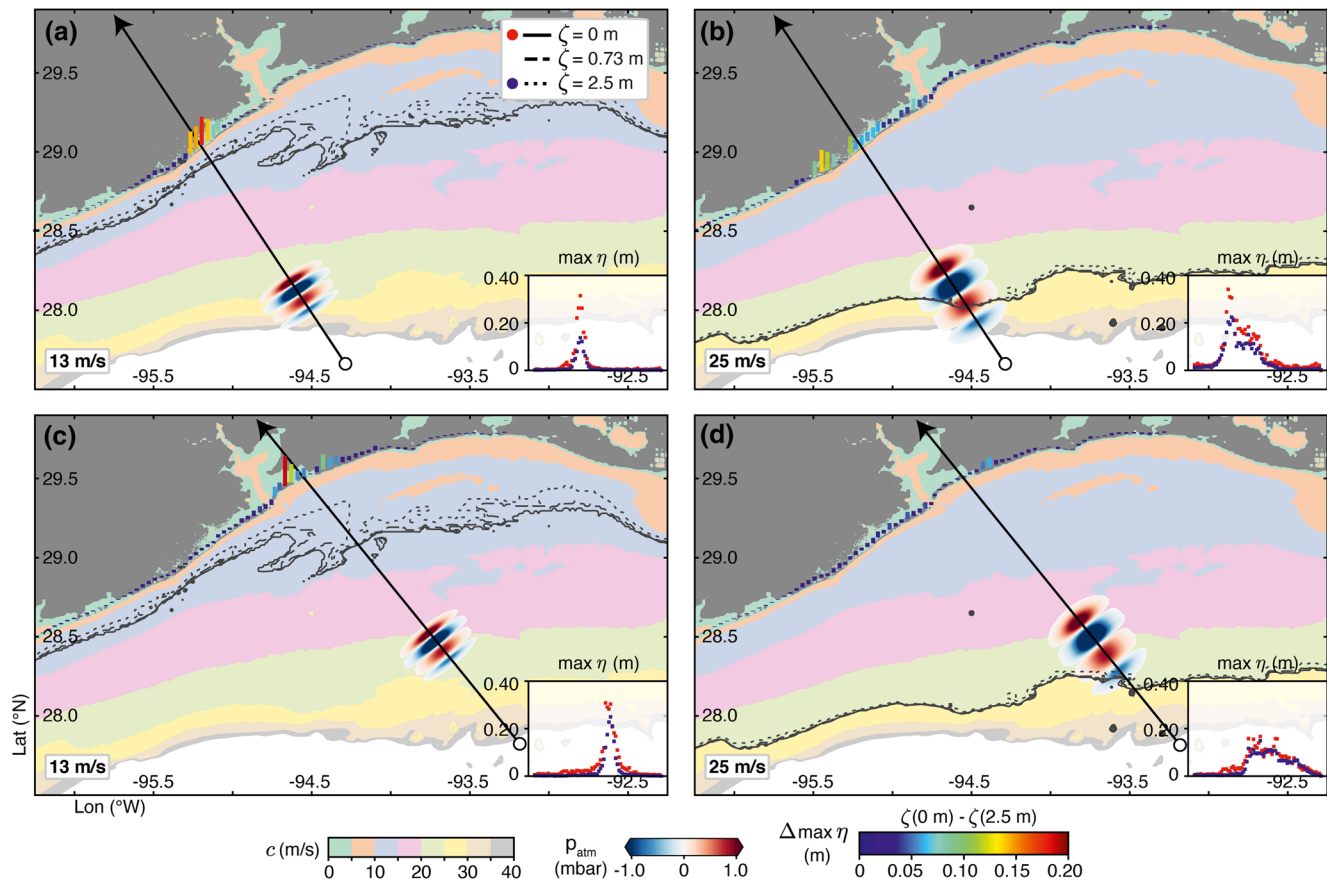 (a)
ζ = 0 m
ζ = 0.73 m
ζ = 2.5 m
29.5
29.0
28.5
28.0
max η (m)
0.40
0.20
0
13 m/s
-95.5
-94.5
-93.5
-92.5
(b)
29.5
29.0
28.5
28.0
max η (m)
0.40
0.20
0
25 m/s
-95.5
-94.5
-93.5
-92.5
(c)
29.5
29.0
28.5
28.0
max η (m)
0.40
0.20
0
13 m/s
-95.5
-94.5
-93.5
-92.5
Lat (°N)
Lon (°W)
(d)
29.5
29.0
28.5
28.0
max η (m)
0.40
0.20
0
25 m/s
-95.5
-94.5
-93.5
-92.5
c (m/s)
0 10 20 30 40
p_atm
(mbar)
-1.0 0 1.0
ζ(0 m) - ζ(2.5 m)
Δ max η
(m)
0 0.05 0.10 0.15 0.20